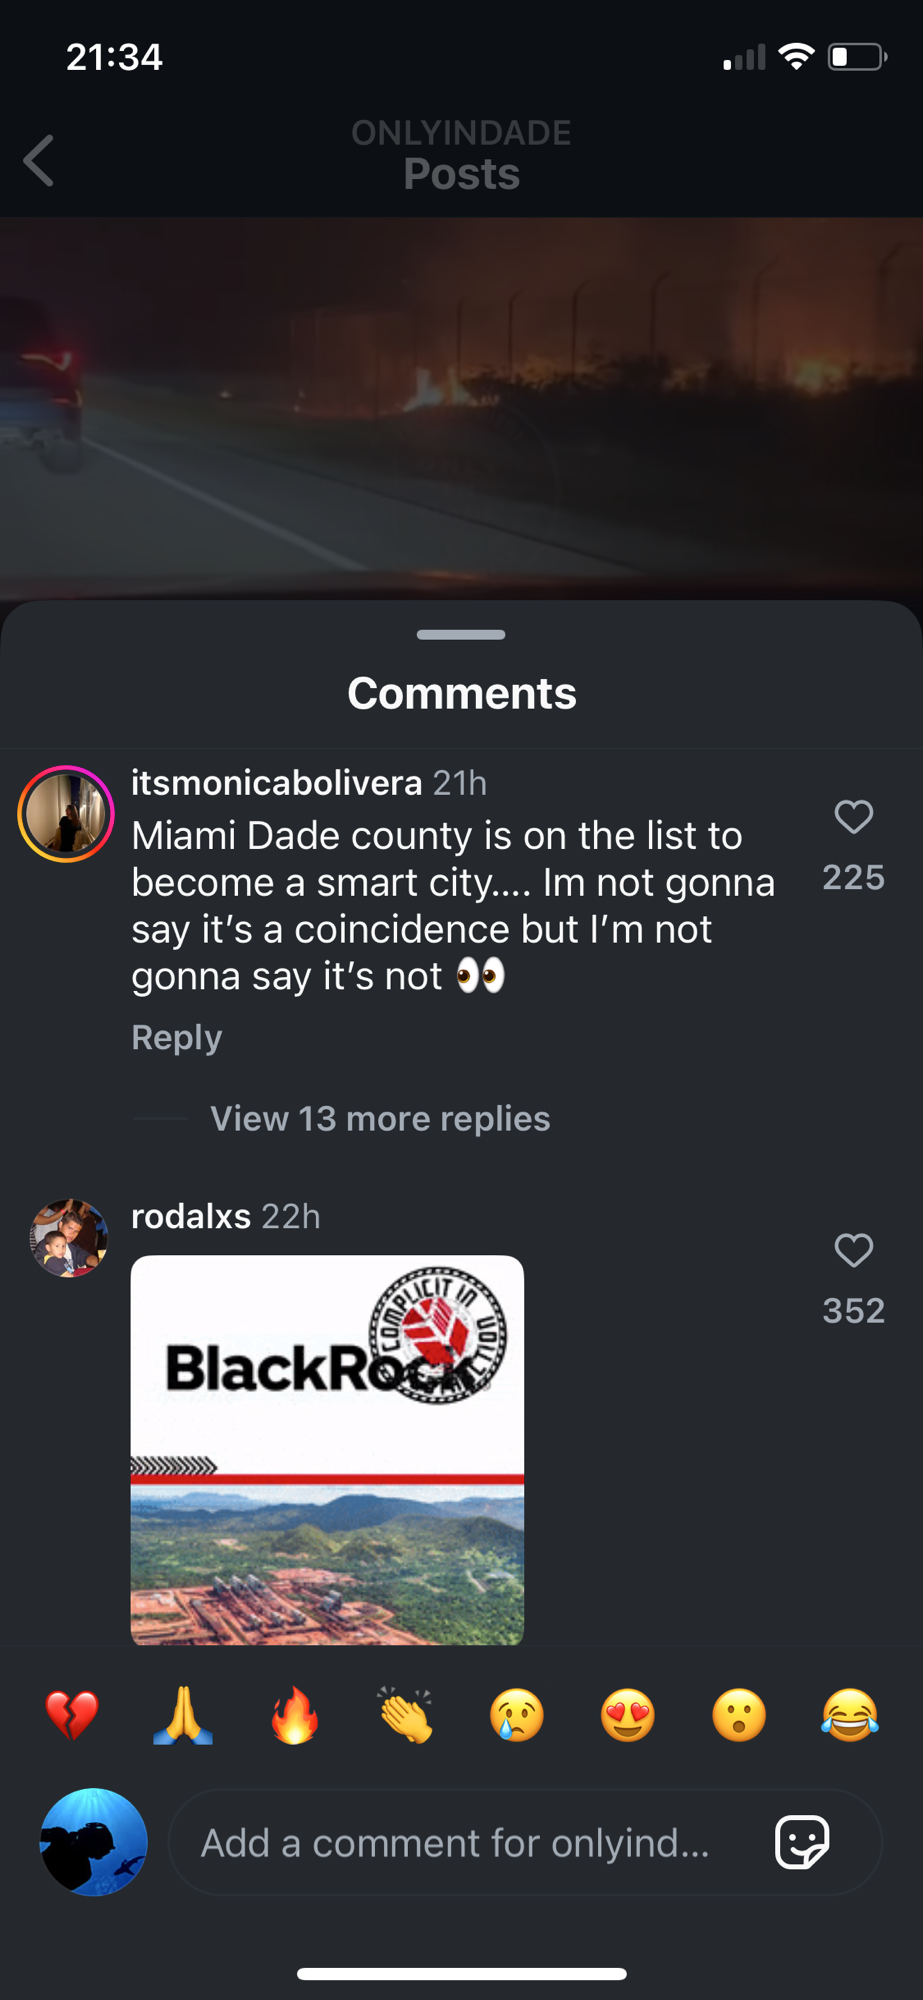 21:34
ONLYINDADE
Posts
Comments
itsmonicabolivera 21h
Miami Dade county is on the list to
become a smart city.... Im not gonna
say it's a coincidence but I'm not
gonna say it's not 👀
225
Reply
View 13 more replies
rodalxs 22h
352
COMPLICIT IN
BlackRock
Add a comment for onlyind...